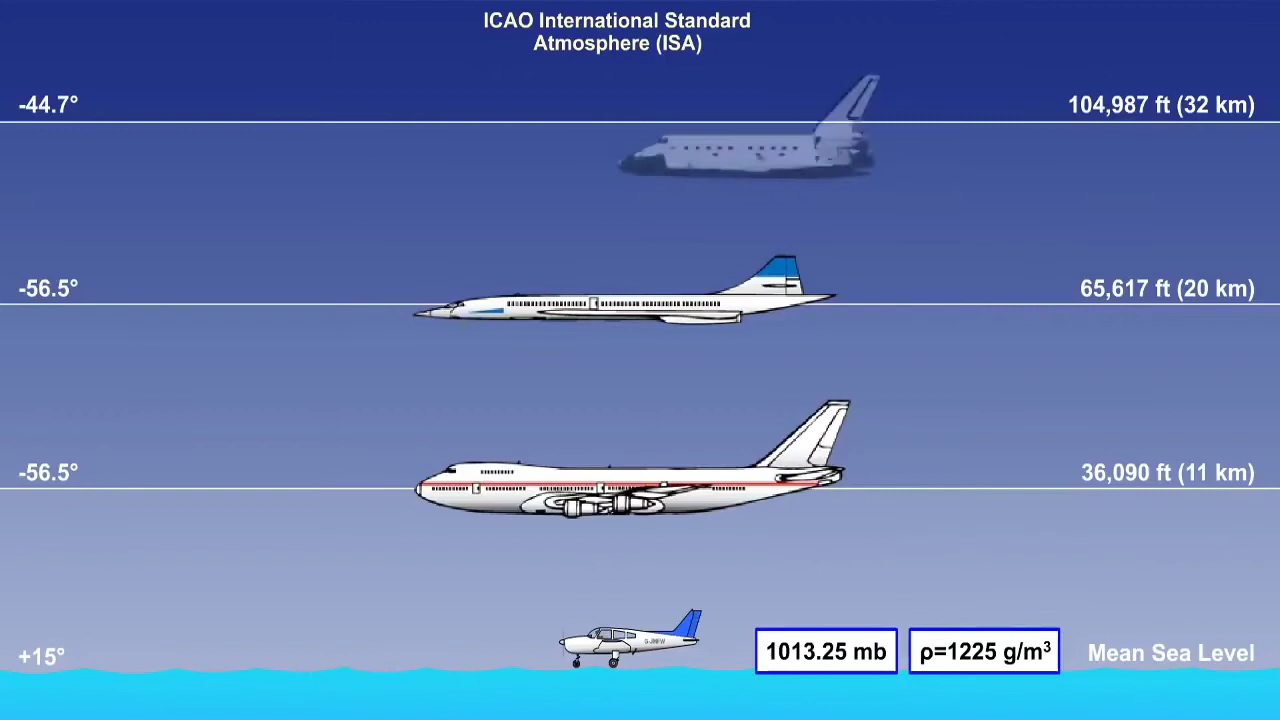 ICAO International Standard
Atmosphere (ISA)
-44.7°
104,987 ft (32 km)
-56.5°
65,617 ft (20 km)
-56.5°
36,090 ft (11 km)
+15°
1013.25 mb
ρ=1225 g/m³
Mean Sea Level